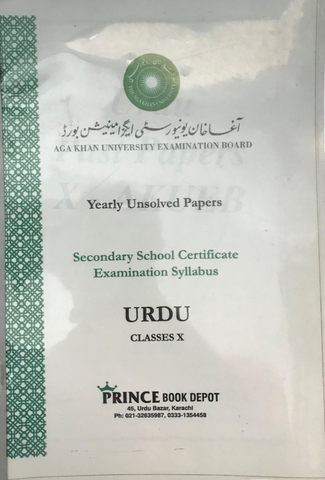 آغا خان یونیورسٹی ایگزامینیشن بورڈ
AGA KHAN UNIVERSITY EXAMINATION BOARD
Yearly Unsolved Papers
Secondary School Certificate
Examination Syllabus
URDU
CLASSES X
PRINCE BOOK DEPOT
45, Urdu Bazar, Karachi
Ph: 021-32635987, 0333-1354458